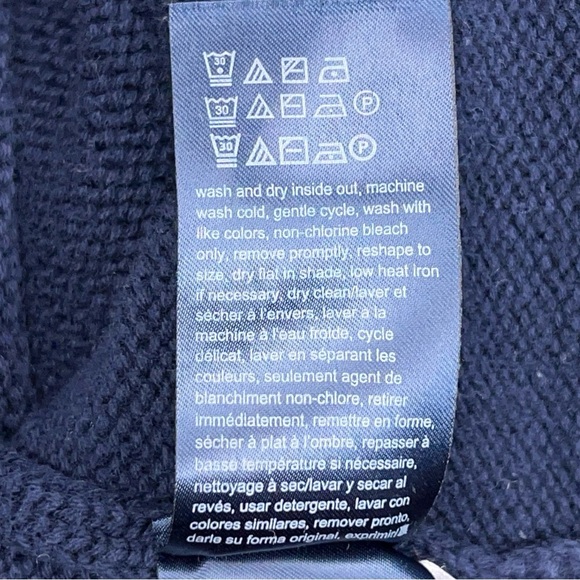 30
30 P
30 P
wash and dry inside out, machine
wash cold, gentle cycle, wash with
like colors, non-chlorine bleach
only, remove promptly, reshape to
size, dry flat in shade, low heat iron
if necessary, dry clean/laver et
sécher à l'envers, laver a la
machine à l'eau froide, cycle
délicat, laver en séparant les
couleurs, seulement agent de
blanchiment non-chlore, retirer
immédiatement, remettre en forme,
sécher à plat à l'ombre, repasser à
basse température si nécessaire,
nettoyage à sec/lavar y secar al
revés, usar detergente, lavar con
colores similares, remover pronto,
darle su forma original,